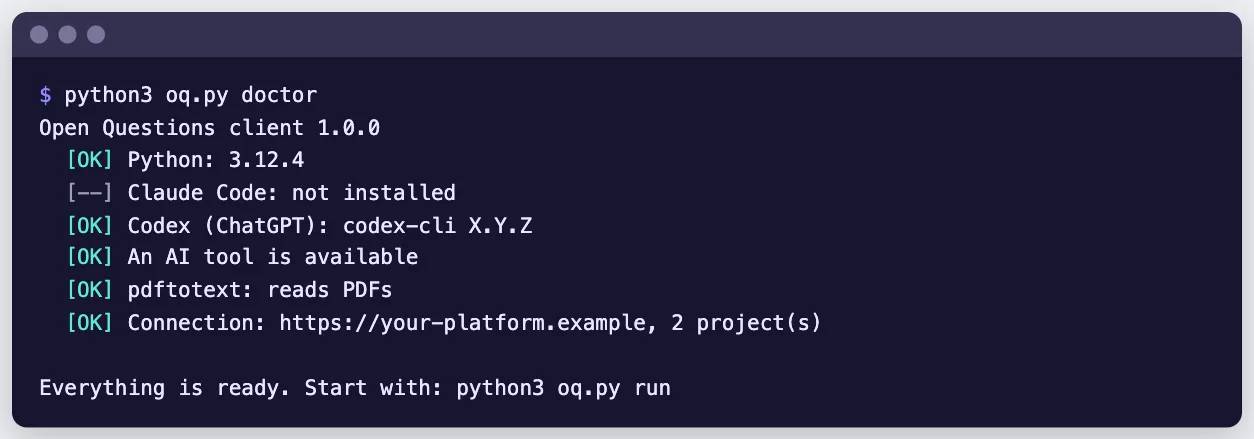 $ python3 oq.py doctor
Open Questions client 1.0.0
[OK] Python: 3.12.4
[--] Claude Code: not installed
[OK] Codex (ChatGPT): codex-cli X.Y.Z
[OK] An AI tool is available
[OK] pdftotext: reads PDFs
[OK] Connection: https://your-platform.example, 2 project(s)
Everything is ready. Start with: python3 oq.py run